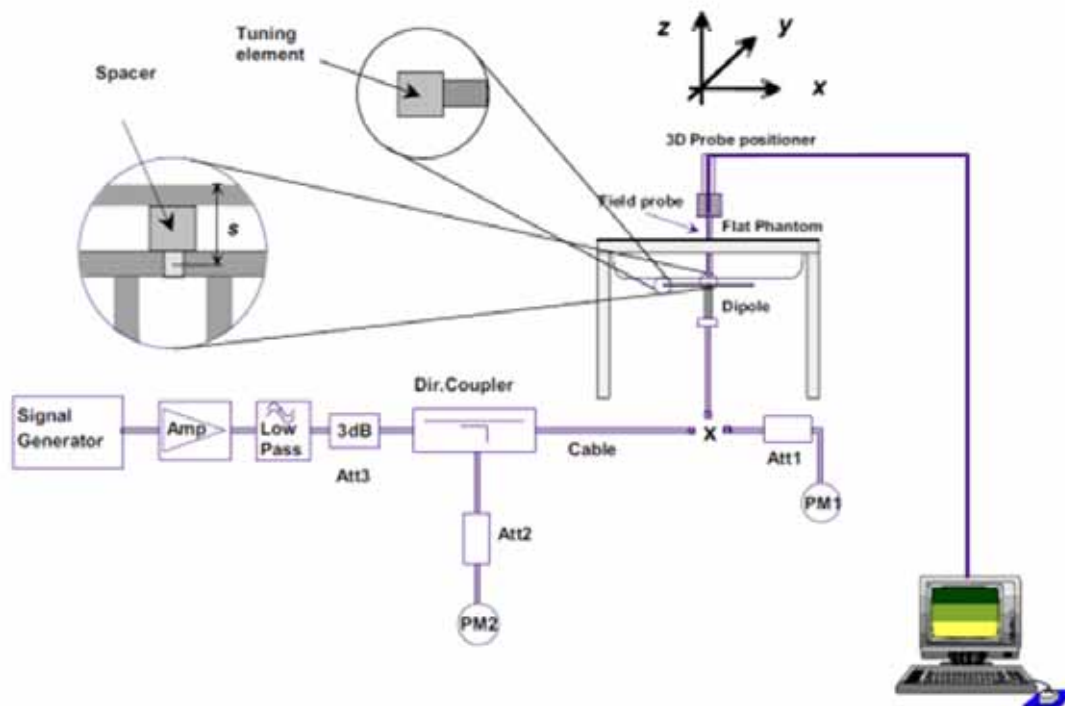 Tuning
element
Spacer
z
y
x
3D Probe positioner
Field probe
Flat Phantom
s
Dipole
Dir.Coupler
Signal
Generator
Amp
Low
Pass
3dB
Cable
X
Att3
Att1
PM1
Att2
PM2